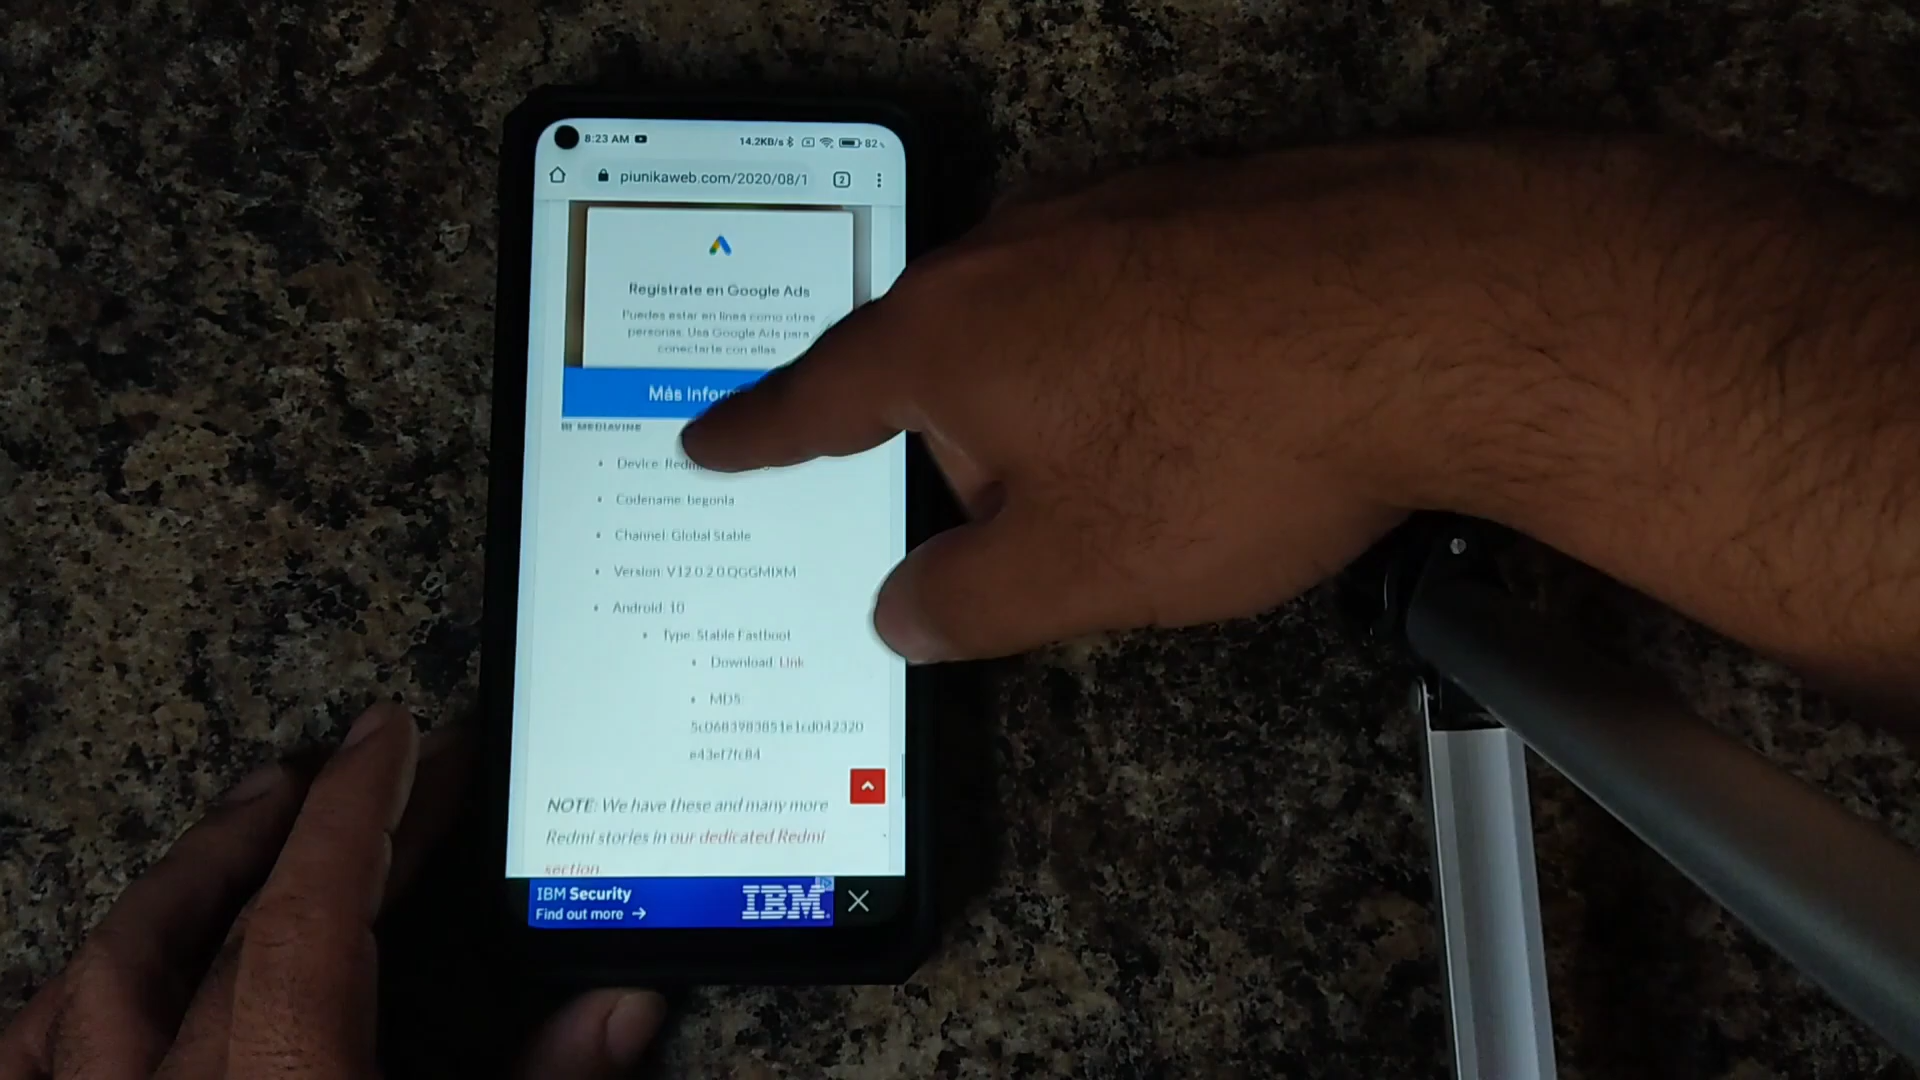 8:23 AM
14.2KB/s 82
piunikaweb.com/2020/08/1
2
Regístrate en Google Ads
Puedes estar en línea como otras
personas. Usa Google Ads para
conectarte con ellas
Más
MEDIAVINE
Device:
Codename: begonia
Channel: Global Stable
Version: V12.0.2.0.QGGMIXM
Android: 10
Type: Stable Fastboot
Download: Link
MD5:
5c0683983851e1cd042320
e43ef7fc84
NOTE: We have these and many more
Redmi stories in our dedicated Redmi
section
IBM Security
Find out more →
IBM